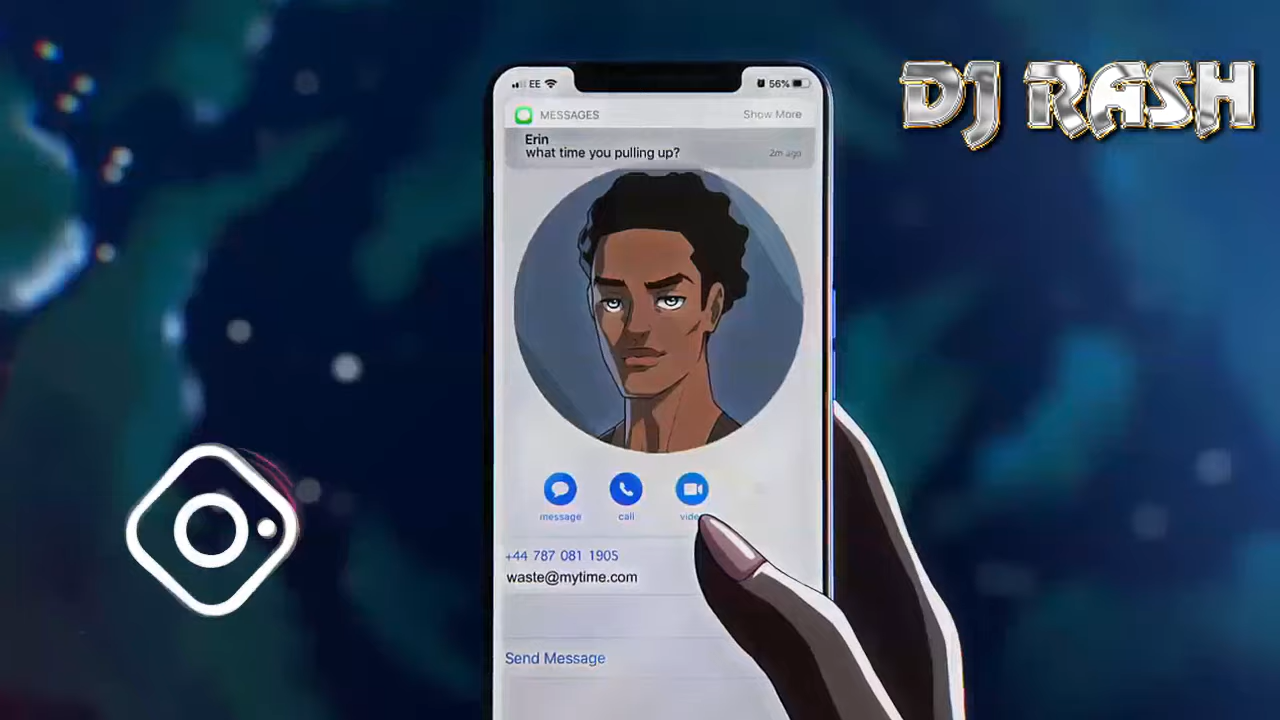 EE 56%
DJ RASH
MESSAGES Show More
Erin
what time you pulling up? 2m ago
message call vide
+44 787 081 1905
waste@mytime.com
Send Message